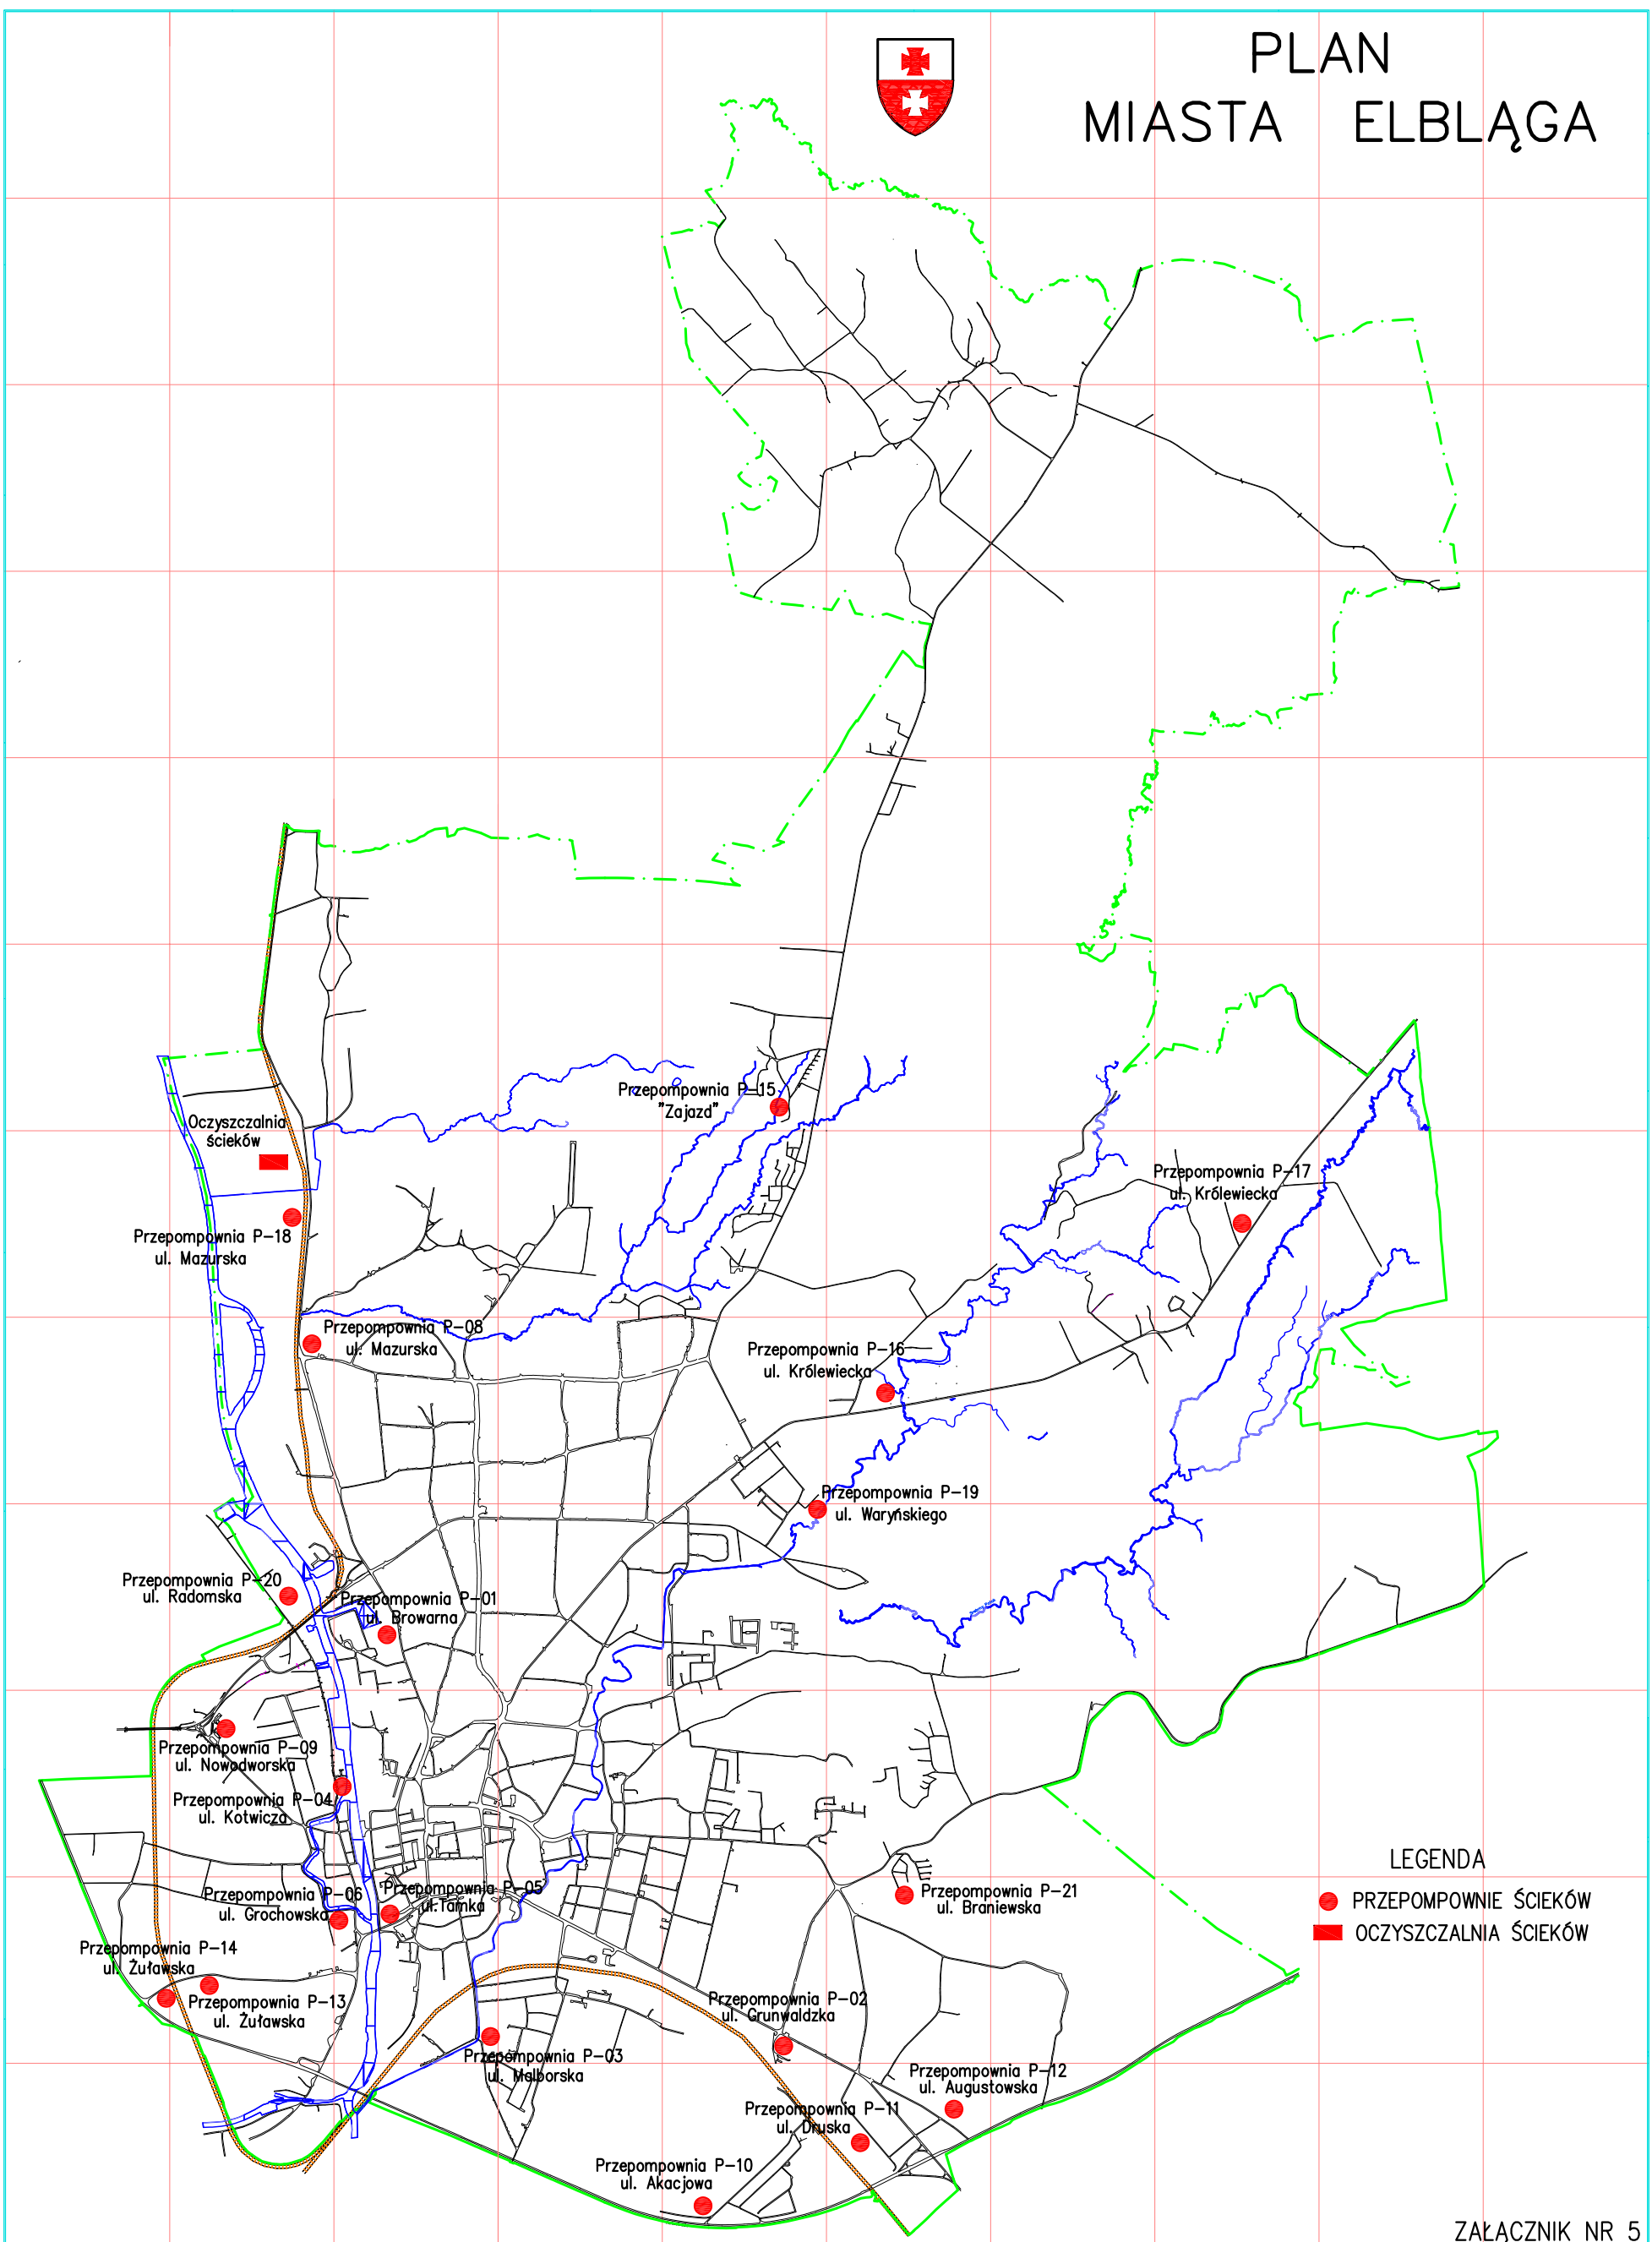 PLAN
MIASTA ELBLĄGA
Przepompownia P-15
"Zajazd"
Oczyszczalnia
ścieków
Przepompownia P-17
ul. Królewiecka
Przepompownia P-18
ul. Mazurska
Przepompownia P-08
ul. Mazurska
Przepompownia P-16
ul. Królewiecka
Przepompownia P-19
ul. Waryńskiego
Przepompownia P-20
ul. Radomska
Przepompownia P-01
ul. Browarna
Przepompownia P-09
ul. Nowodworska
Przepompownia P-04
ul. Kotwicza
Przepompownia P-06
ul. Grochowska
Przepompownia P-05
ul.Tamka
Przepompownia P-21
ul. Braniewska
LEGENDA
PRZEPOMPOWNIE ŚCIEKÓW
OCZYSZCZALNIA ŚCIEKÓW
Przepompownia P-14
ul. Żuławska
Przepompownia P-13
ul. Żuławska
Przepompownia P-02
ul. Grunwaldzka
Przepompownia P-03
ul. Malborska
Przepompownia P-12
ul. Augustowska
Przepompownia P-11
ul. Druska
Przepompownia P-10
ul. Akacjowa
ZAŁĄCZNIK NR 5